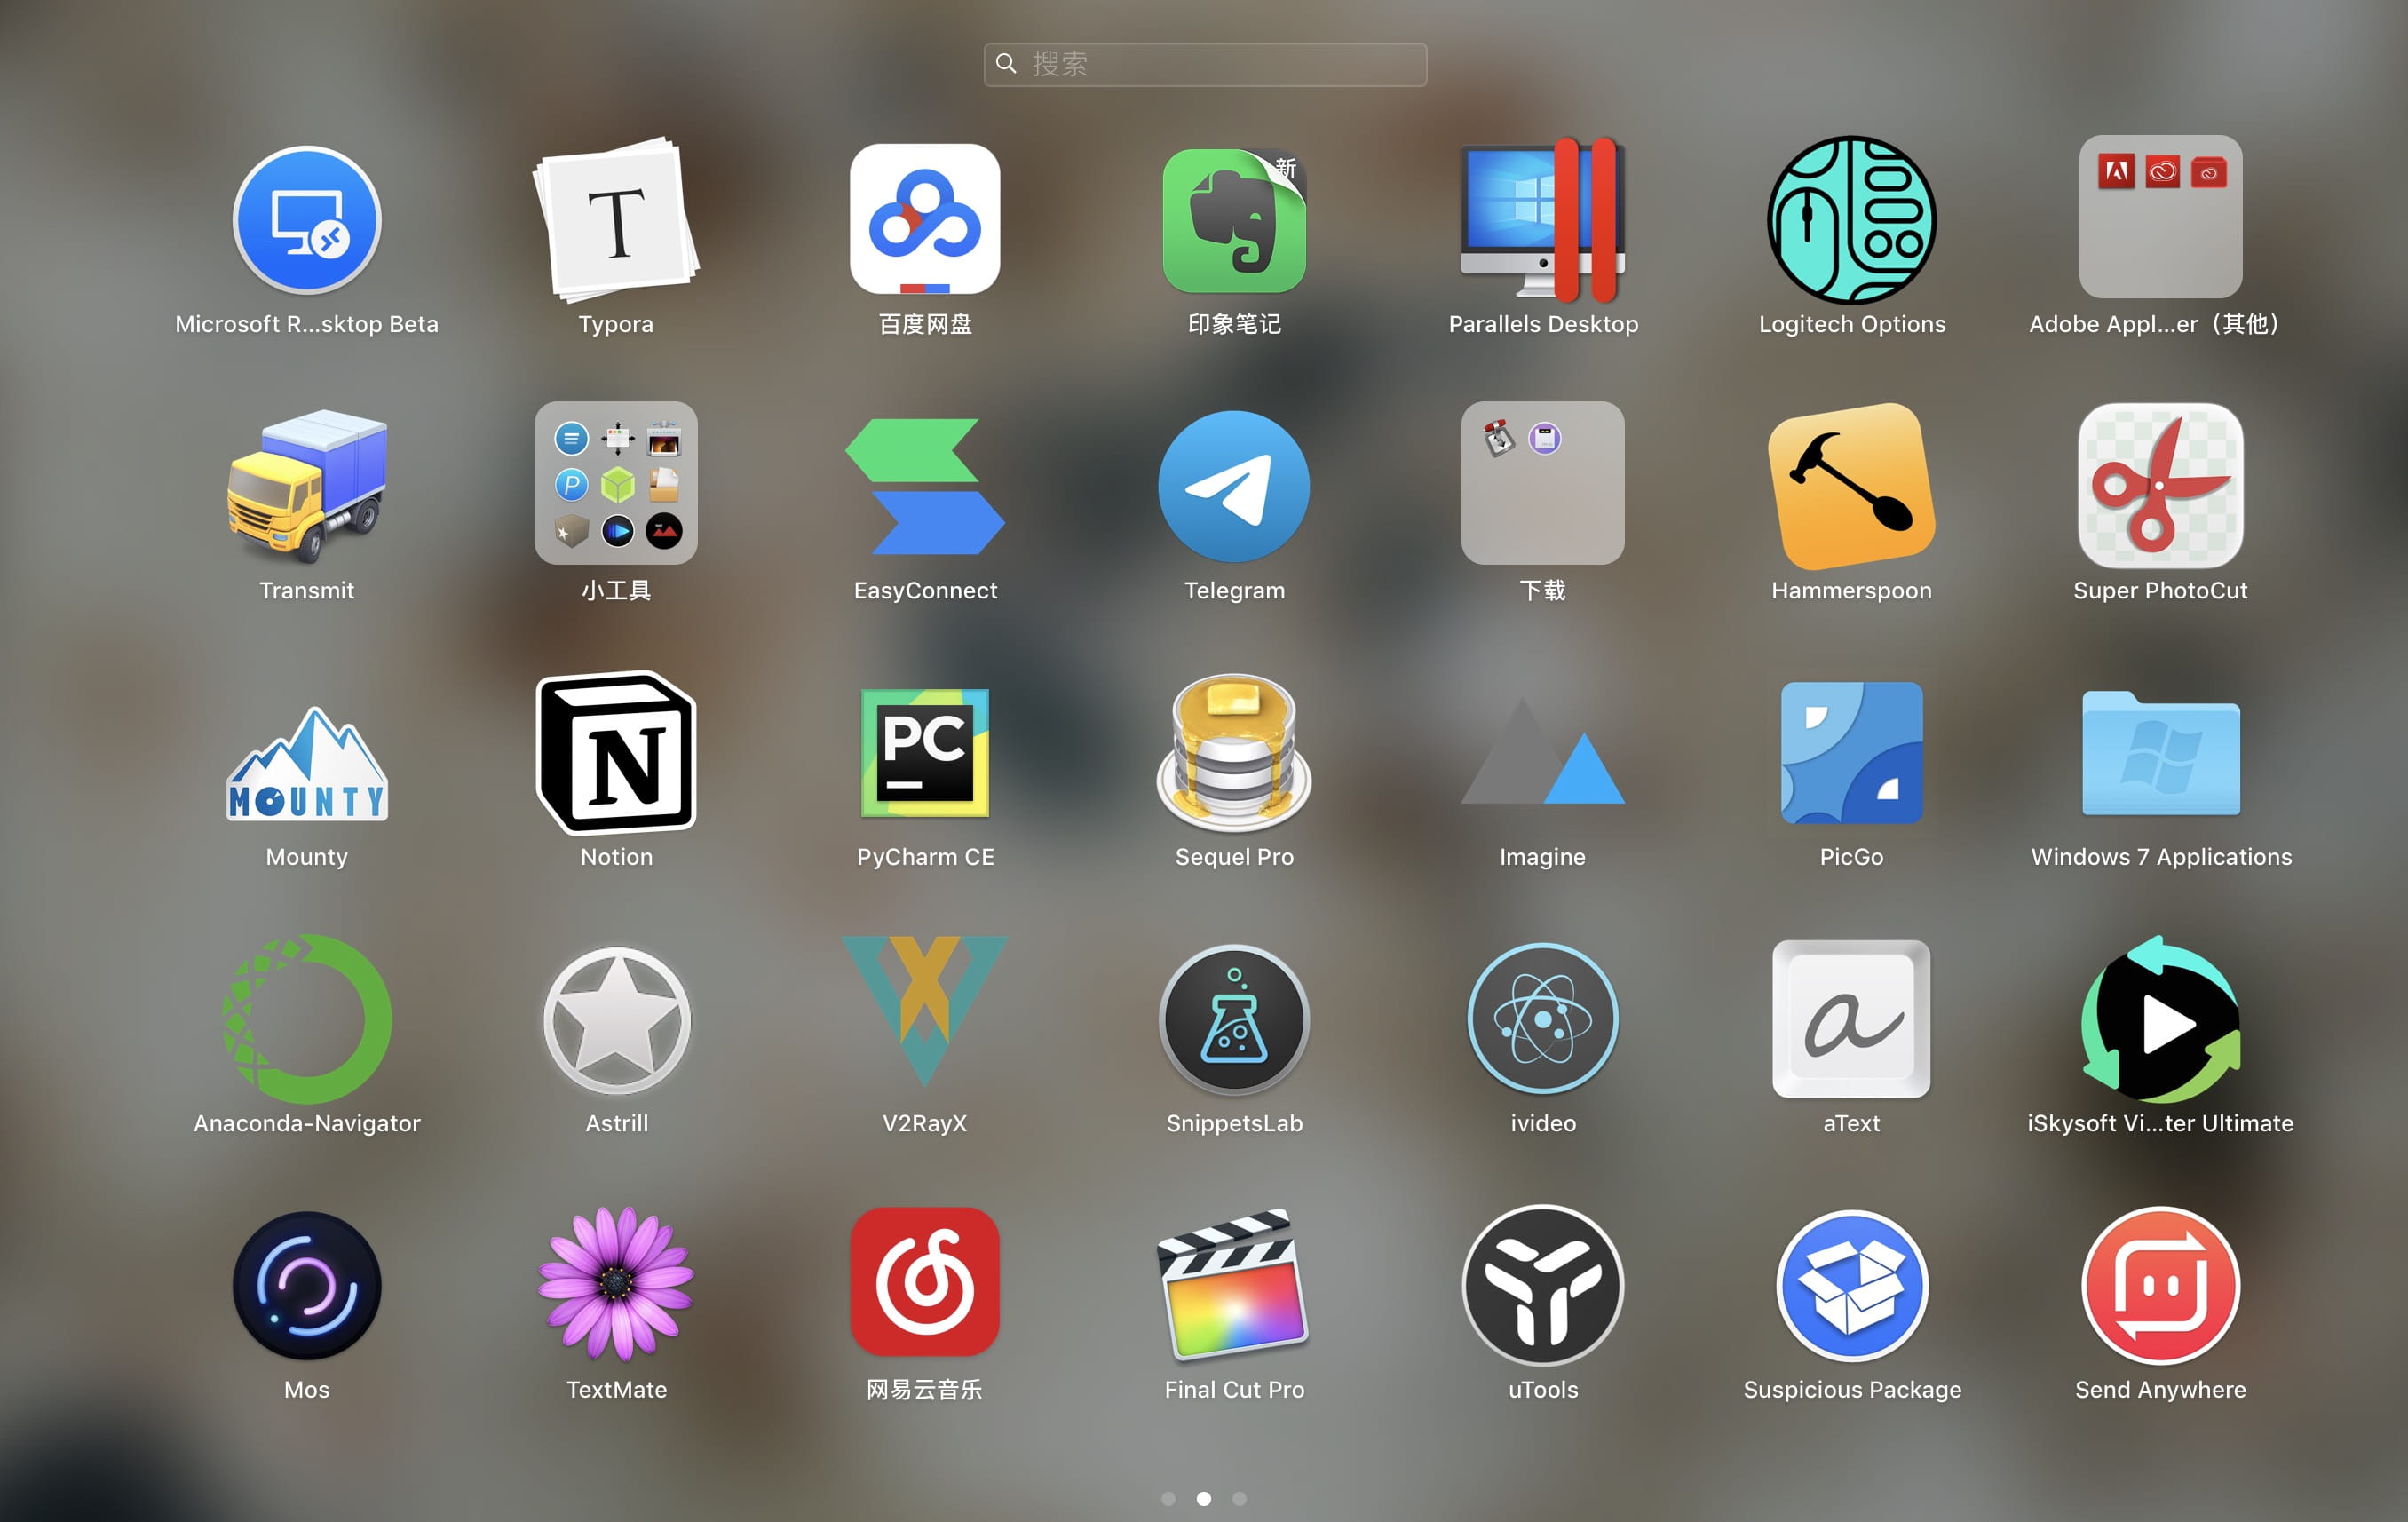 搜索
新
T
Microsoft R...sktop Beta
Typora
百度网盘
印象笔记
Parallels Desktop
Logitech Options
Adobe Appl...er（其他）
P
Transmit
小工具
EasyConnect
Telegram
下载
Hammerspoon
Super PhotoCut
MOUNTY
N
PC
Mounty
Notion
PyCharm CE
Sequel Pro
Imagine
PicGo
Windows 7 Applications
a
Anaconda-Navigator
Astrill
V2RayX
SnippetsLab
ivideo
aText
iSkysoft Vi...ter Ultimate
Mos
TextMate
网易云音乐
Final Cut Pro
uTools
Suspicious Package
Send Anywhere